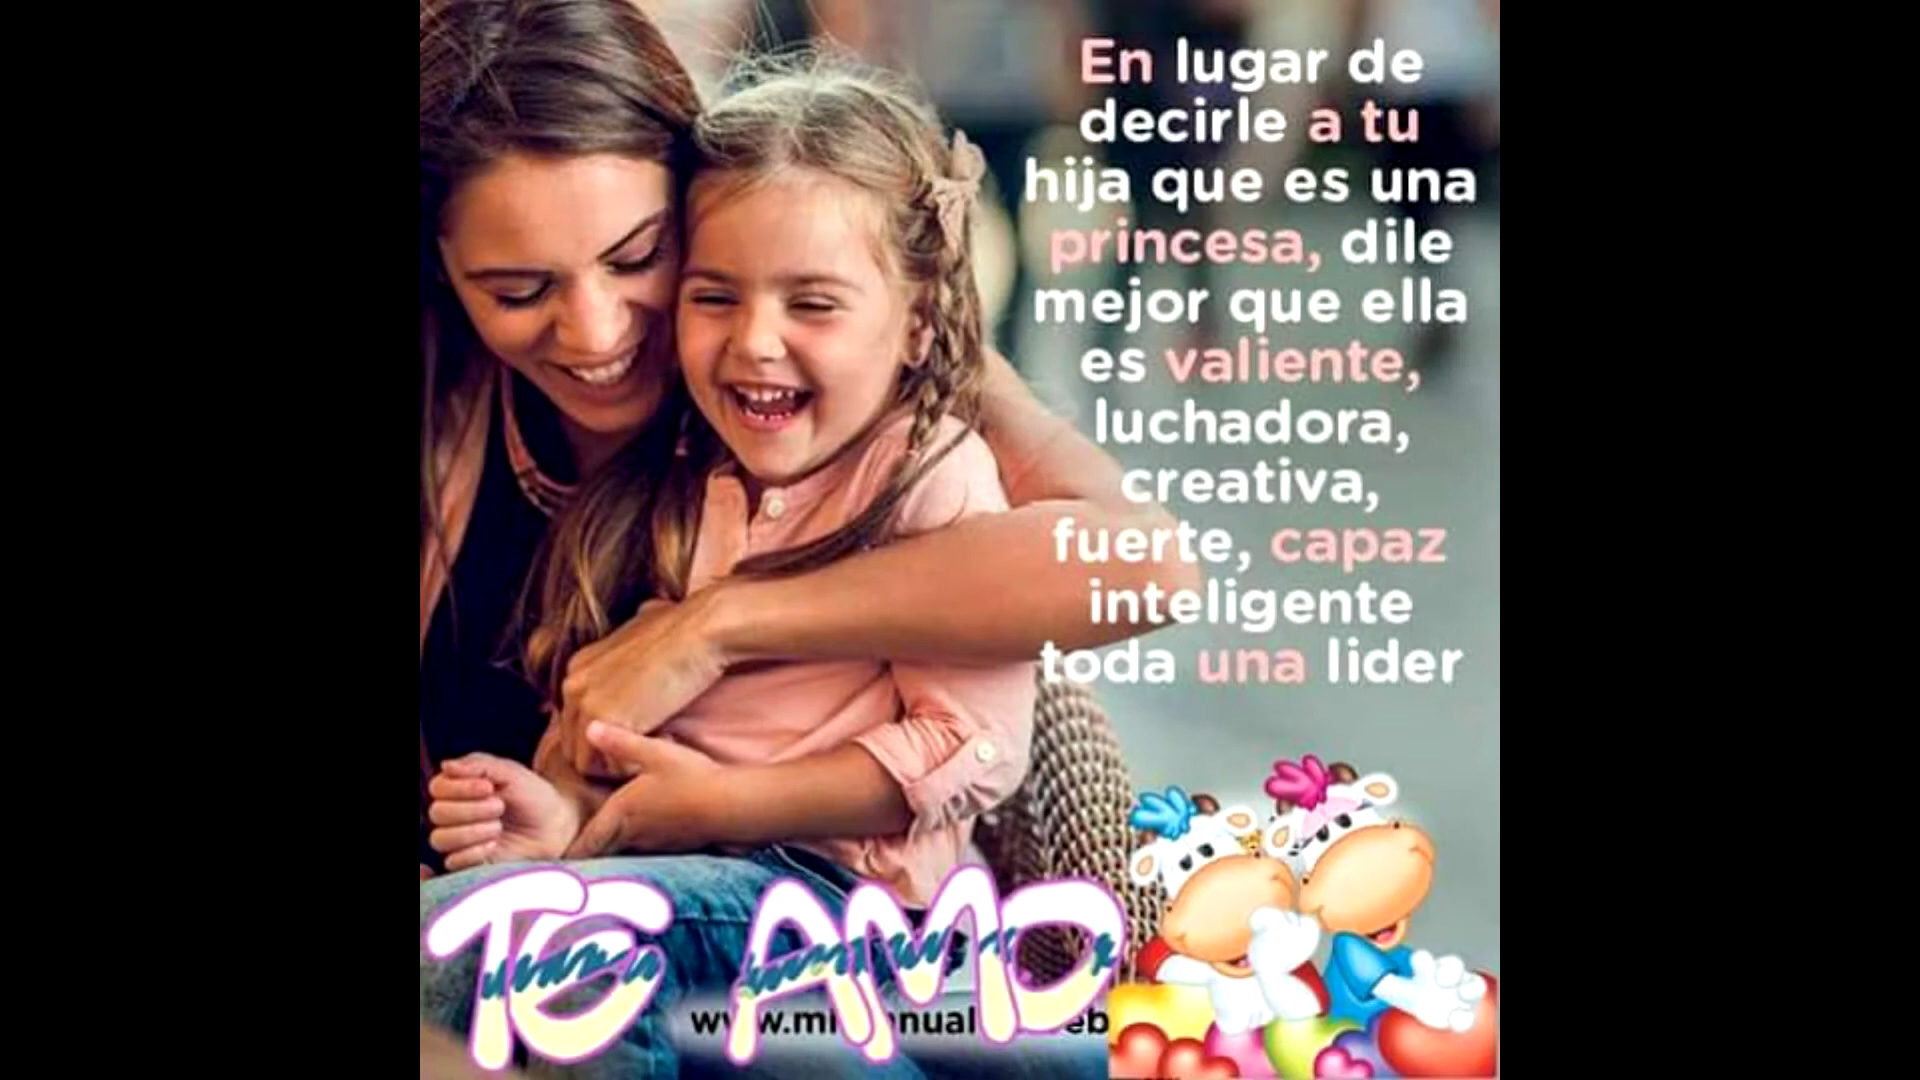 En lugar de
decirle a tu
hija que es una
princesa, dile
mejor que ella
es valiente,
luchadora,
creativa,
fuerte, capaz
inteligente
toda una lider
TE AMO